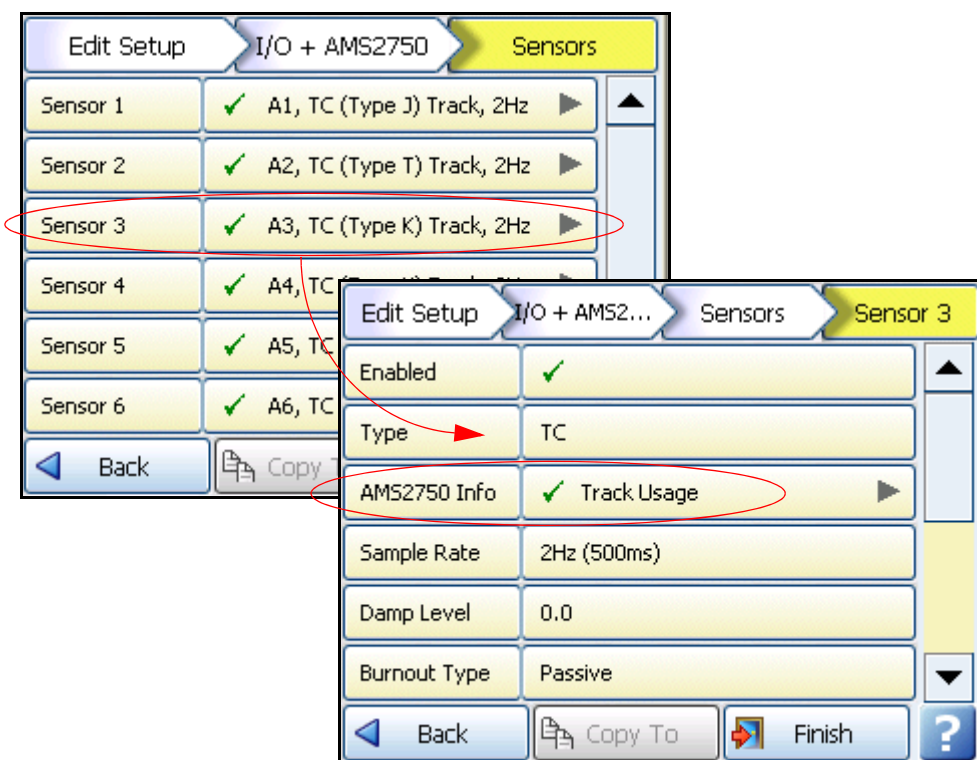 Edit Setup I/O + AMS2750 Sensors
Sensor 1 A1, TC (Type J) Track, 2Hz
Sensor 2 A2, TC (Type T) Track, 2Hz
Sensor 3 A3, TC (Type K) Track, 2Hz
Sensor 4 A4, TC
Sensor 5 A5, TC
Sensor 6 A6, TC
Back Copy
Edit Setup I/O + AMS2... Sensors Sensor 3
Enabled
Type TC
AMS2750 Info Track Usage
Sample Rate 2Hz (500ms)
Damp Level 0.0
Burnout Type Passive
Back Copy To Finish ?